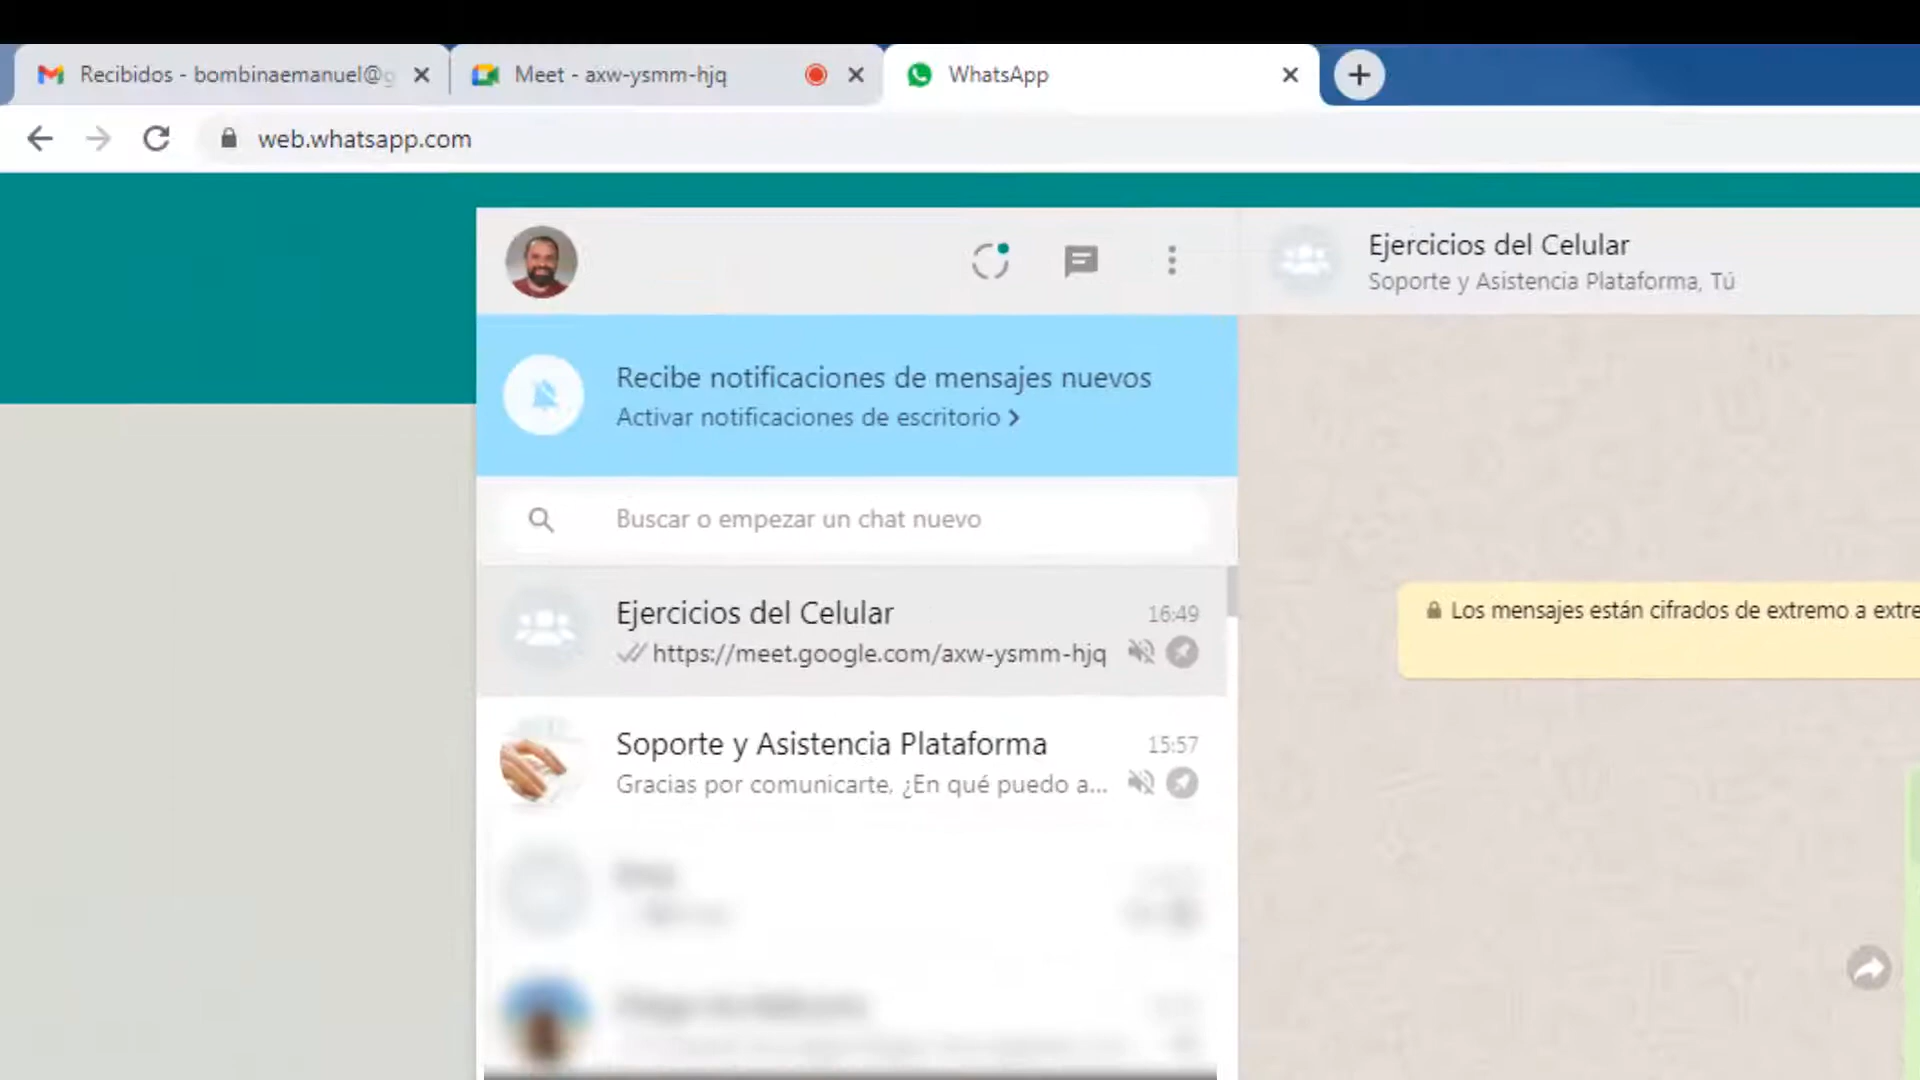 Recibidos - bombinaemanuel@g
Meet - axw-ysmm-hjq
WhatsApp
web.whatsapp.com
Ejercicios del Celular
Soporte y Asistencia Plataforma, Tú
Recibe notificaciones de mensajes nuevos
Activar notificaciones de escritorio >
Buscar o empezar un chat nuevo
Ejercicios del Celular 16:49
https://meet.google.com/axw-ysmm-hjq
Los mensajes están cifrados de extremo a extre
Soporte y Asistencia Plataforma 15:57
Gracias por comunicarte, ¿En qué puedo a...